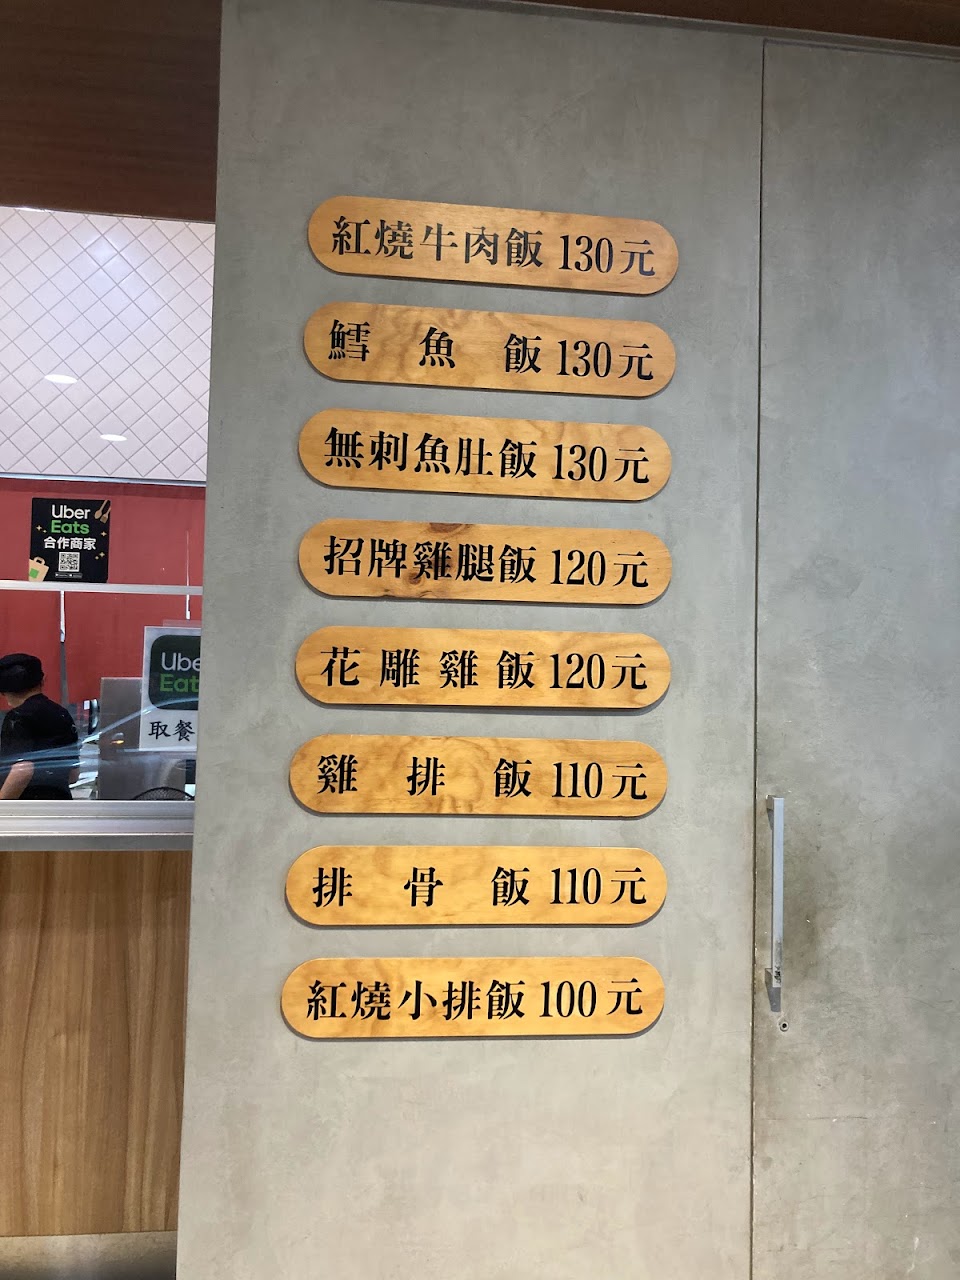 紅燒牛肉飯 130元
鱈魚飯 130元
無刺魚肚飯 130元
招牌雞腿飯 120元
花雕雞飯 120元
雞排飯 110元
排骨飯 110元
紅燒小排飯 100元
Uber
Eats
合作商家
Ube
Eat
取餐